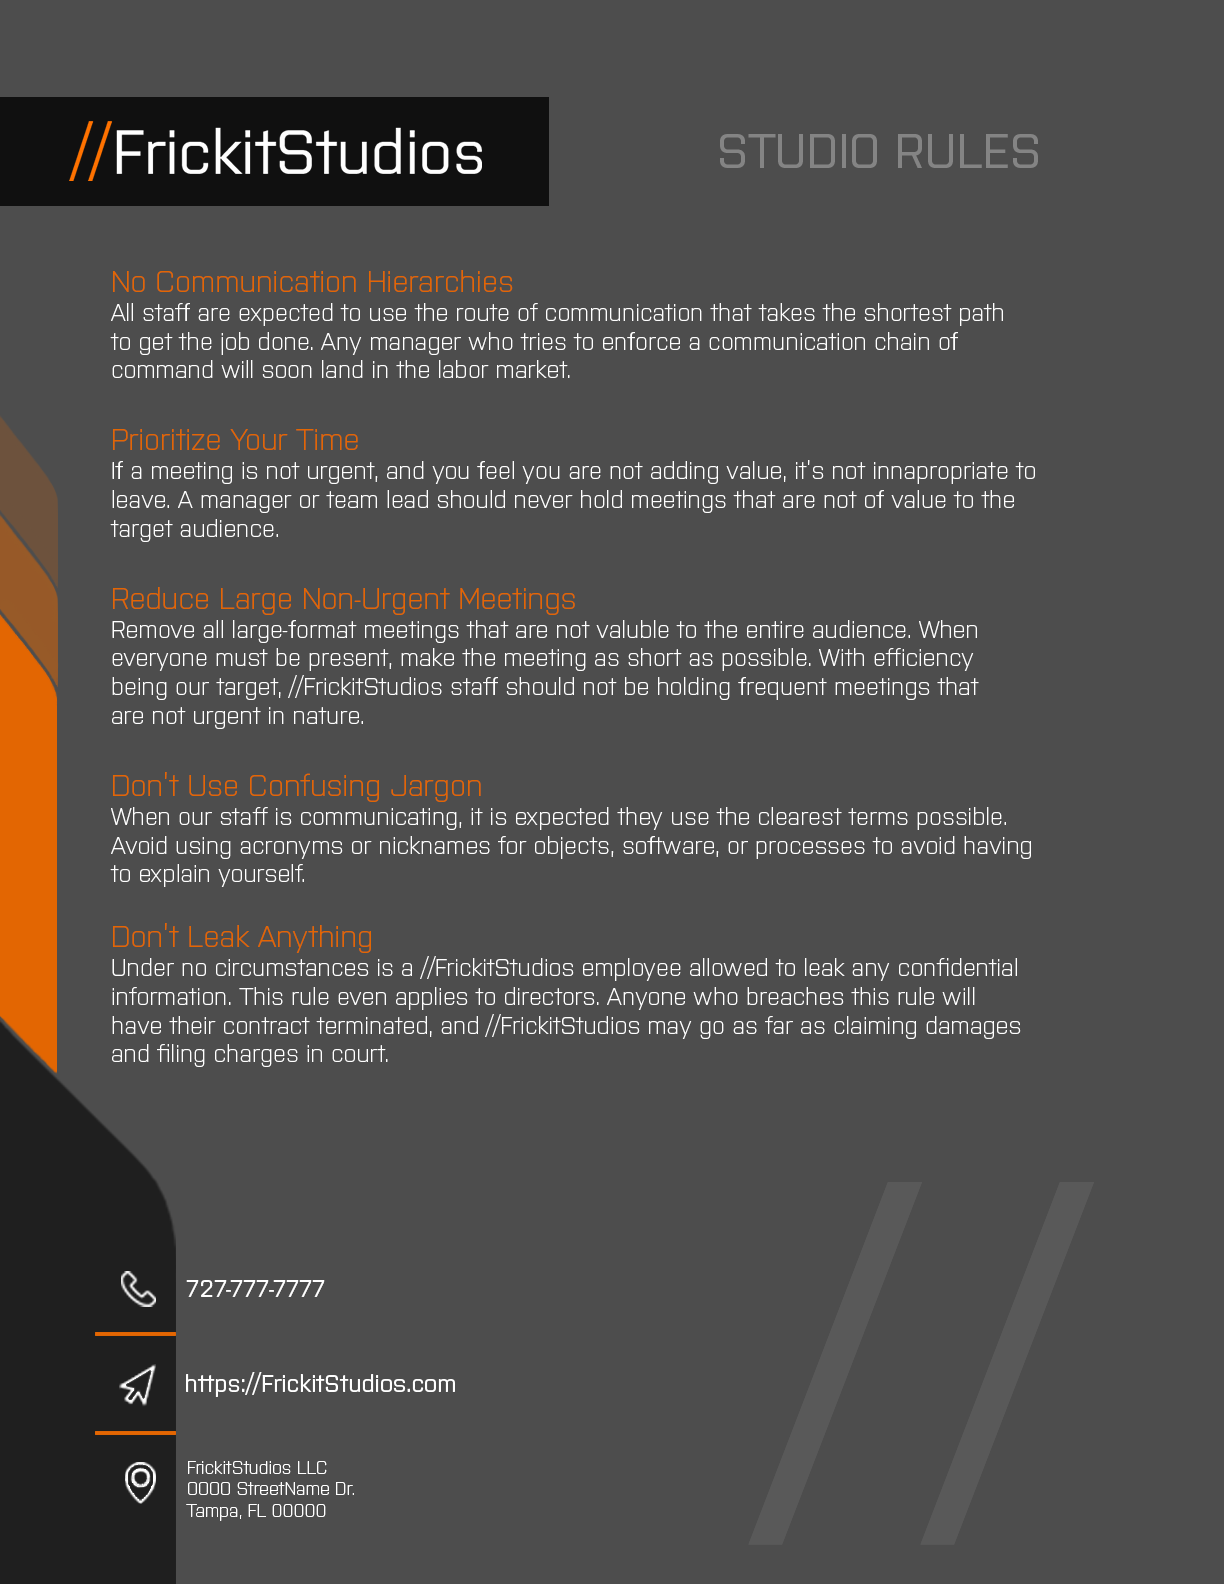 //FrickitStudios
STUDIO RULES
No Communication Hierarchies
All staff are expected to use the route of communication that takes the shortest path
to get the job done. Any manager who tries to enforce a communication chain of
command will soon land in the labor market.
Prioritize Your Time
If a meeting is not urgent, and you feel you are not adding value, it's not innapropriate to
leave. A manager or team lead should never hold meetings that are not of value to the
target audience.
Reduce Large Non-Urgent Meetings
Remove all large-format meetings that are not valuble to the entire audience. When
everyone must be present, make the meeting as short as possible. With efficiency
being our target, //FrickitStudios staff should not be holding frequent meetings that
are not urgent in nature.
Don't Use Confusing Jargon
When our staff is communicating, it is expected they use the clearest terms possible.
Avoid using acronyms or nicknames for objects, software, or processes to avoid having
to explain yourself.
Don't Leak Anything
Under no circumstances is a //FrickitStudios employee allowed to leak any confidential
information. This rule even applies to directors. Anyone who breaches this rule will
have their contract terminated, and //FrickitStudios may go as far as claiming damages
and filing charges in court.
727-777-7777
https://FrickitStudios.com
FrickitStudios LLC
0000 StreetName Dr.
Tampa, FL 00000
//